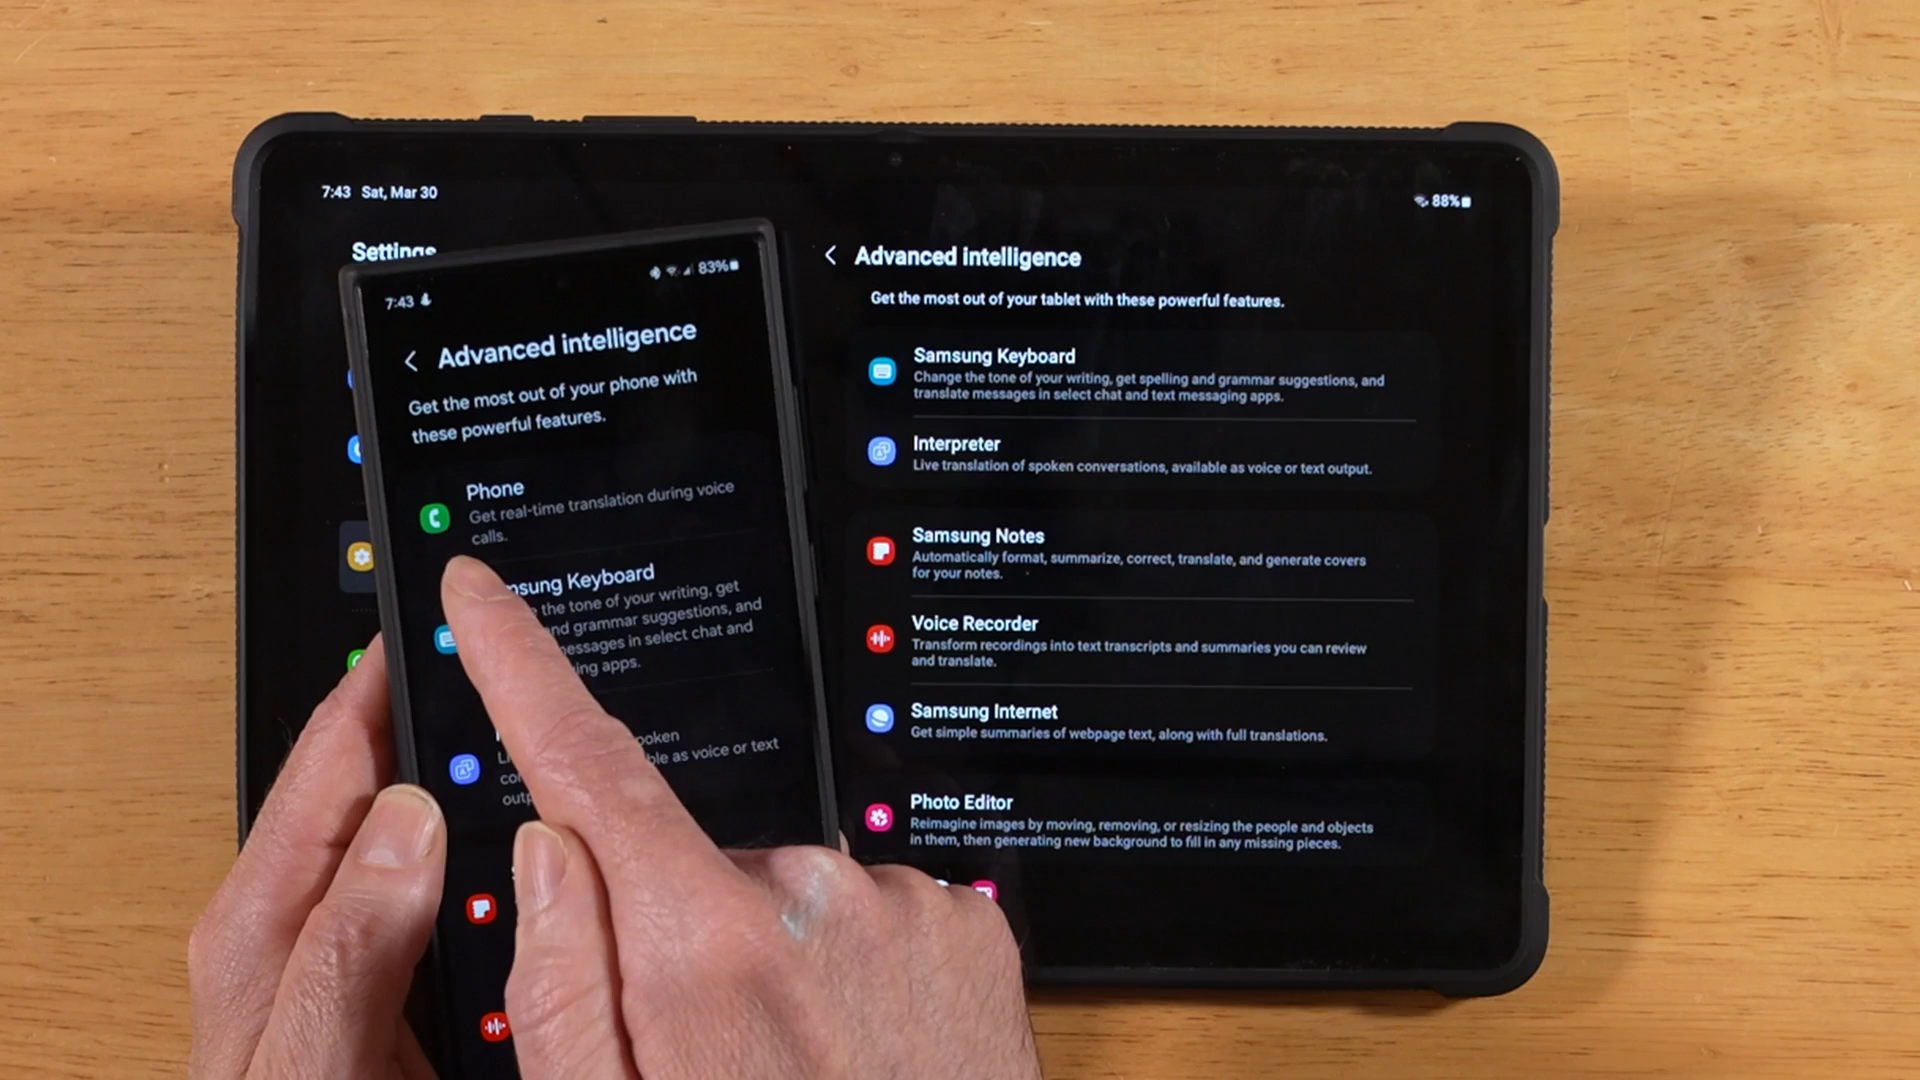 7:43 Sat, Mar 30
88%
Settings
7:43
83%
Advanced intelligence
Get the most out of your phone with
these powerful features.
Phone
Get real-time translation during voice
calls.
Keyboard
the tone of your writing, get
grammar suggestions, and
in select chat and
apps.
as voice or text
Advanced intelligence
Get the most out of your tablet with these powerful features.
Samsung Keyboard
Change the tone of your writing, get spelling and grammar suggestions, and
translate messages in select chat and text messaging apps.
Interpreter
Live translation of spoken conversations, available as voice or text output.
Samsung Notes
Automatically format, summarize, correct, translate, and generate covers
for your notes.
Voice Recorder
Transform recordings into text transcripts and summaries you can review
and translate.
Samsung Internet
Get simple summaries of webpage text, along with full translations.
Photo Editor
Reimagine images by moving, removing, or resizing the people and objects
in them, then generating new background to fill in any missing pieces.